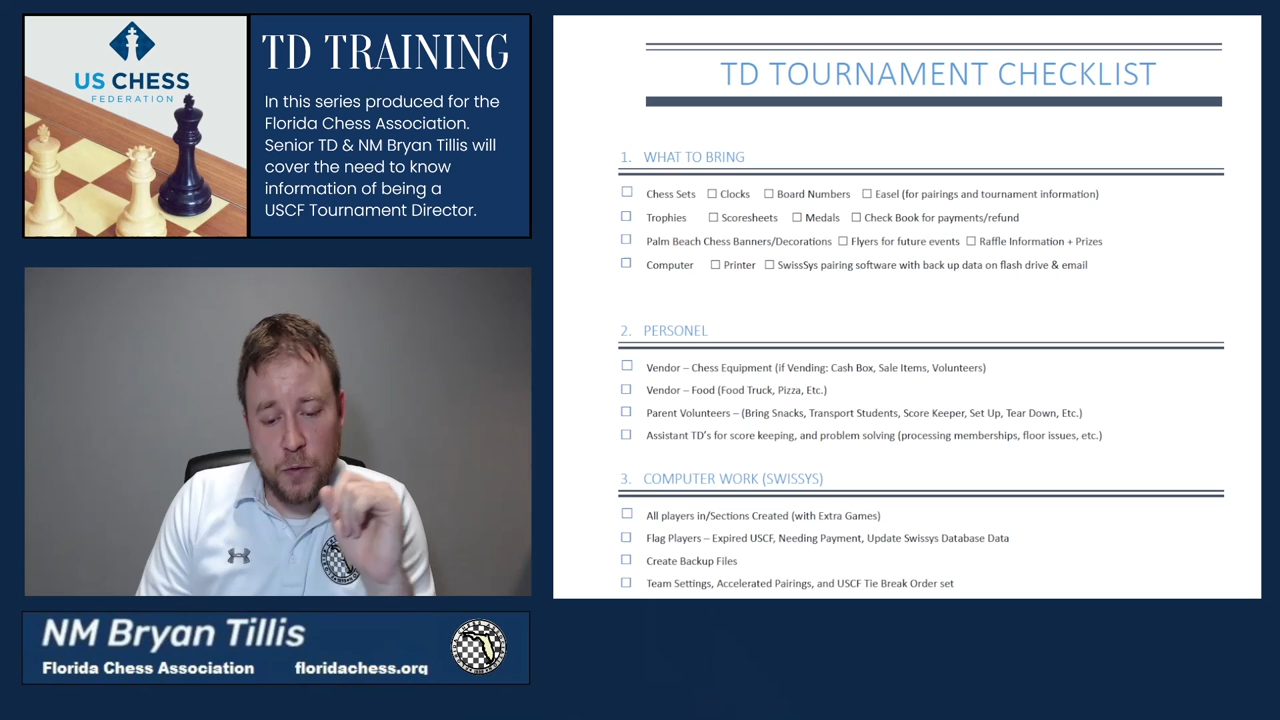 US CHESS
FEDERATION
TD TRAINING
In this series produced for the
Florida Chess Association.
Senior TD & NM Bryan Tillis will
cover the need to know
information of being a
USCF Tournament Director.
NM Bryan Tillis
Florida Chess Association floridachess.org
TD TOURNAMENT CHECKLIST
1. WHAT TO BRING
☐ Chess Sets ☐ Clocks ☐ Board Numbers ☐ Easel (for pairings and tournament information)
☐ Trophies ☐ Scoresheets ☐ Medals ☐ Check Book for payments/refund
☐ Palm Beach Chess Banners/Decorations ☐ Flyers for future events ☐ Raffle Information + Prizes
☐ Computer ☐ Printer ☐ SwissSys pairing software with back up data on flash drive & email
2. PERSONEL
☐ Vendor – Chess Equipment (if Vending: Cash Box, Sale Items, Volunteers)
☐ Vendor – Food (Food Truck, Pizza, Etc.)
☐ Parent Volunteers – (Bring Snacks, Transport Students, Score Keeper, Set Up, Tear Down, Etc.)
☐ Assistant TD's for score keeping, and problem solving (processing memberships, floor issues, etc.)
3. COMPUTER WORK (SWISSYS)
☐ All players in/Sections Created (with Extra Games)
☐ Flag Players – Expired USCF, Needing Payment, Update Swissys Database Data
☐ Create Backup Files
☐ Team Settings, Accelerated Pairings, and USCF Tie Break Order set